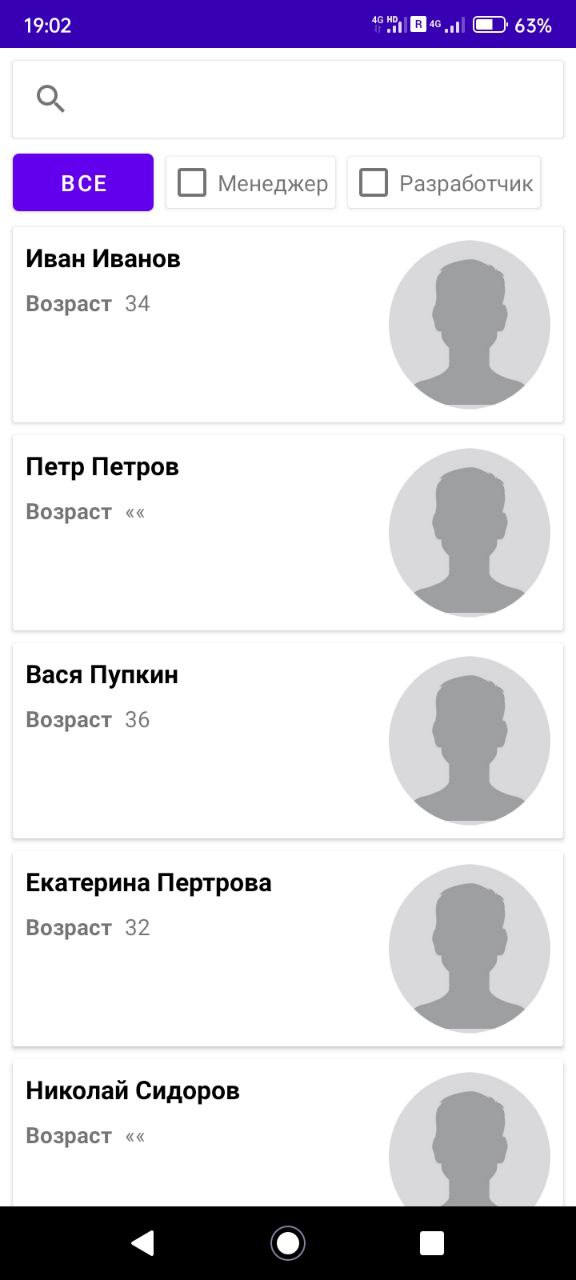 19:02 4G HD R 4G 63%
ВСЕ Менеджер Разработчик
Иван Иванов
Возраст 34
Петр Петров
Возраст ««
Вася Пупкин
Возраст 36
Екатерина Пертрова
Возраст 32
Николай Сидоров
Возраст ««